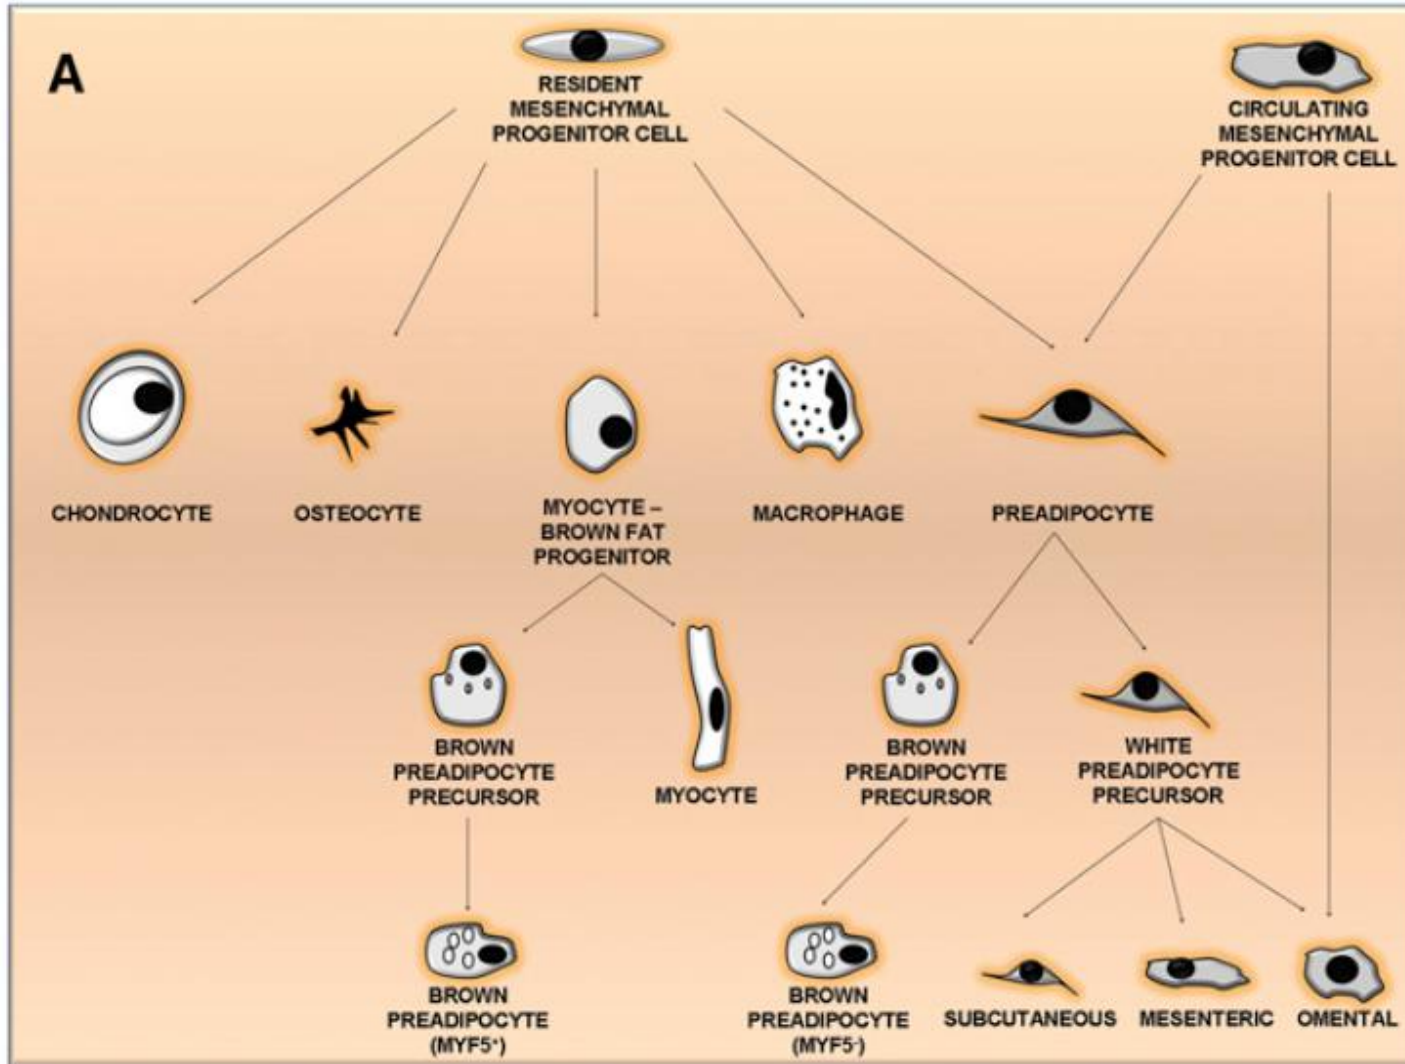 A
RESIDENT
MESENCHYMAL
PROGENITOR CELL
CIRCULATING
MESENCHYMAL
PROGENITOR CELL
CHONDROCYTE
OSTEOCYTE
MYOCYTE –
BROWN FAT
PROGENITOR
MACROPHAGE
PREADIPOCYTE
BROWN
PREADIPOCYTE
PRECURSOR
MYOCYTE
BROWN
PREADIPOCYTE
PRECURSOR
WHITE
PREADIPOCYTE
PRECURSOR
BROWN
PREADIPOCYTE
(MYF5⁺)
BROWN
PREADIPOCYTE
(MYF5⁻)
SUBCUTANEOUS
MESENTERIC
OMENTAL